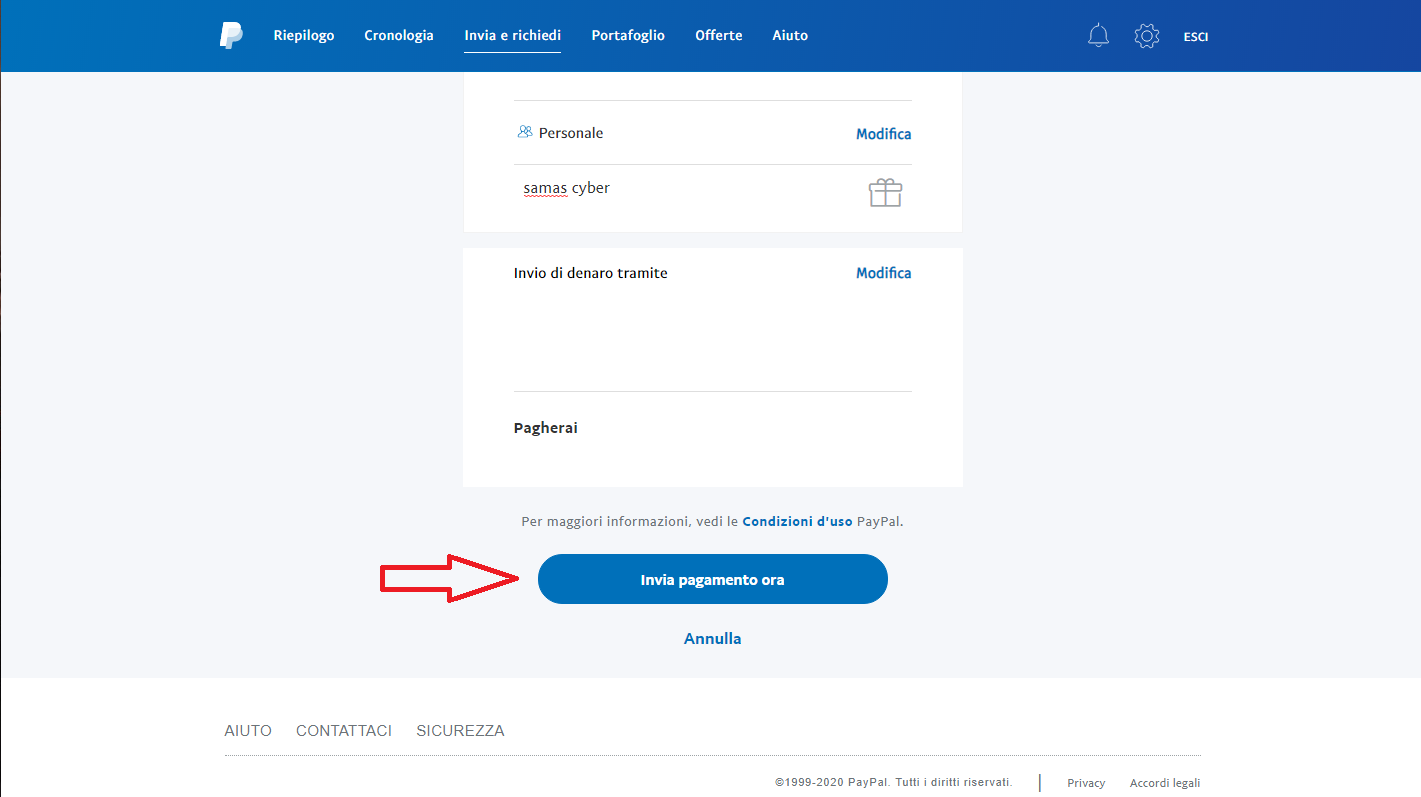 Riepilogo Cronologia Invia e richiedi Portafoglio Offerte Aiuto ESCI
Personale Modifica
samas cyber
Invio di denaro tramite Modifica
Pagherai
Per maggiori informazioni, vedi le Condizioni d'uso PayPal.
Invia pagamento ora
Annulla
AIUTO CONTATTACI SICUREZZA
©1999-2020 PayPal. Tutti i diritti riservati. | Privacy Accordi legali